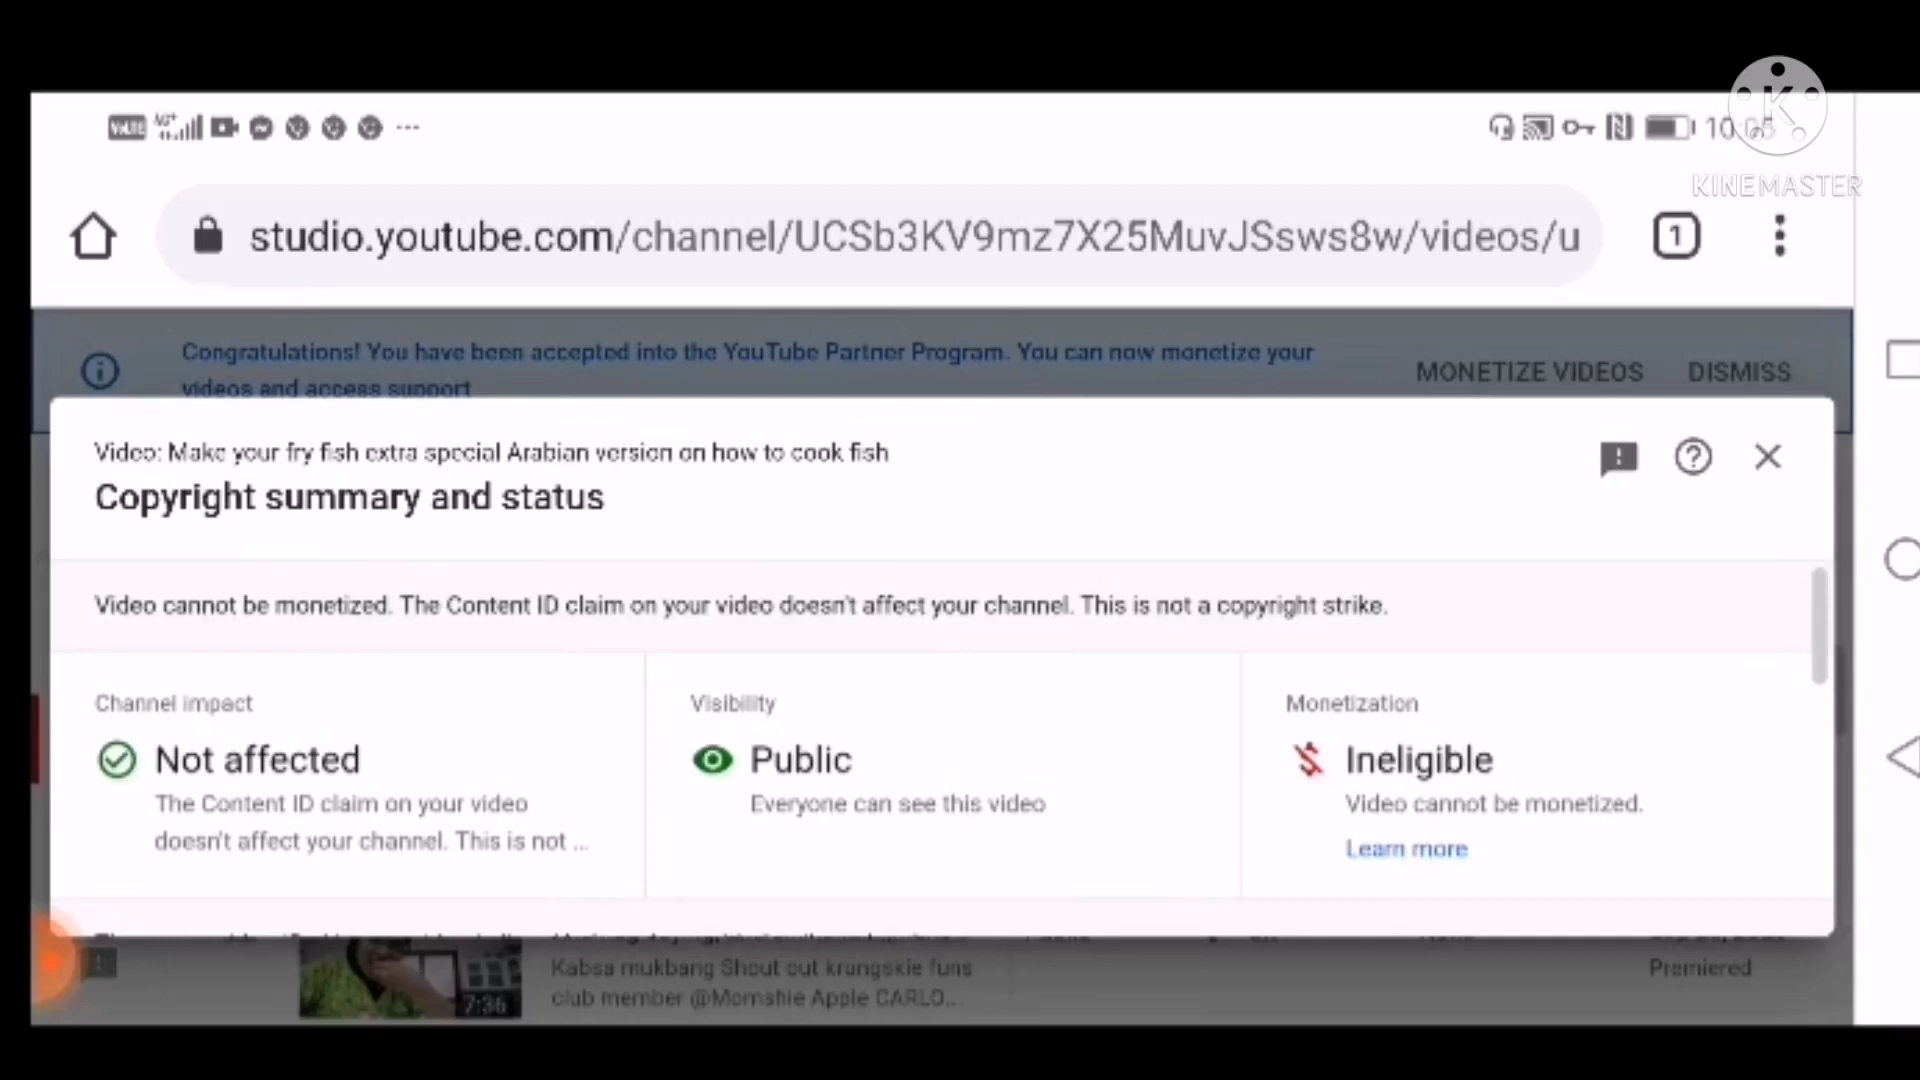 VoLTE 4G+ 10:05
KINEMASTER
studio.youtube.com/channel/UCSb3KV9mz7X25MuvJSsws8w/videos/u
1
Congratulations! You have been accepted into the YouTube Partner Program. You can now monetize your
videos and access support
MONETIZE VIDEOS DISMISS
Video: Make your fry fish extra special Arabian version on how to cook fish
Copyright summary and status
Video cannot be monetized. The Content ID claim on your video doesn't affect your channel. This is not a copyright strike.
Channel impact
Not affected
The Content ID claim on your video
doesn't affect your channel. This is not ...
Visibility
Public
Everyone can see this video
Monetization
Ineligible
Video cannot be monetized.
Learn more
7:36
Kabsa mukbang Shout out krungskie funs
club member @Momshie Apple CARLO...
Premiered